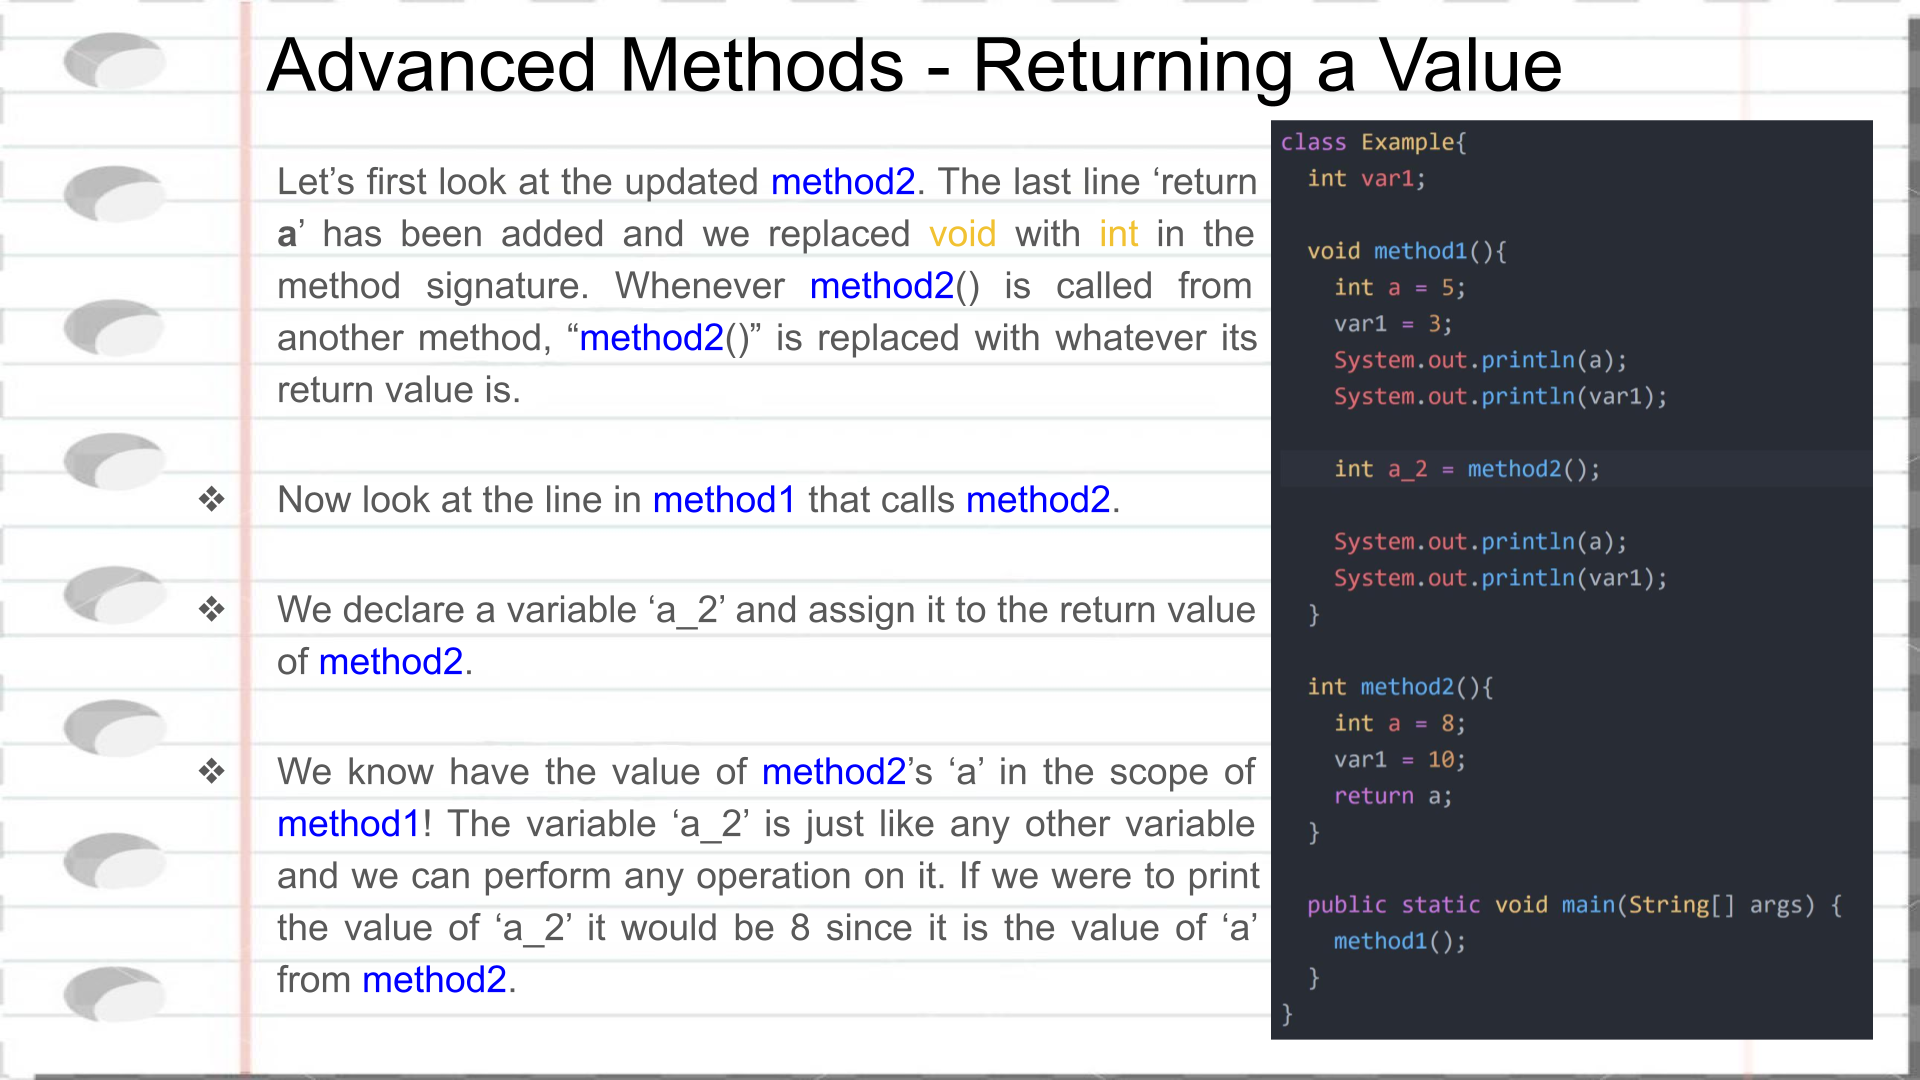 Advanced Methods - Returning a Value
Let’s first look at the updated method2. The last line ‘return
a’ has been added and we replaced void with int in the
method signature. Whenever method2() is called from
another method, “method2()” is replaced with whatever its
return value is.
❖ Now look at the line in method1 that calls method2.
❖ We declare a variable ‘a_2’ and assign it to the return value
of method2.
❖ We know have the value of method2’s ‘a’ in the scope of
method1! The variable ‘a_2’ is just like any other variable
and we can perform any operation on it. If we were to print
the value of ‘a_2’ it would be 8 since it is the value of ‘a’
from method2.
class Example{
int var1;
void method1(){
int a = 5;
var1 = 3;
System.out.println(a);
System.out.println(var1);
int a_2 = method2();
System.out.println(a);
System.out.println(var1);
}
int method2(){
int a = 8;
var1 = 10;
return a;
}
public static void main(String[] args) {
method1();
}
}